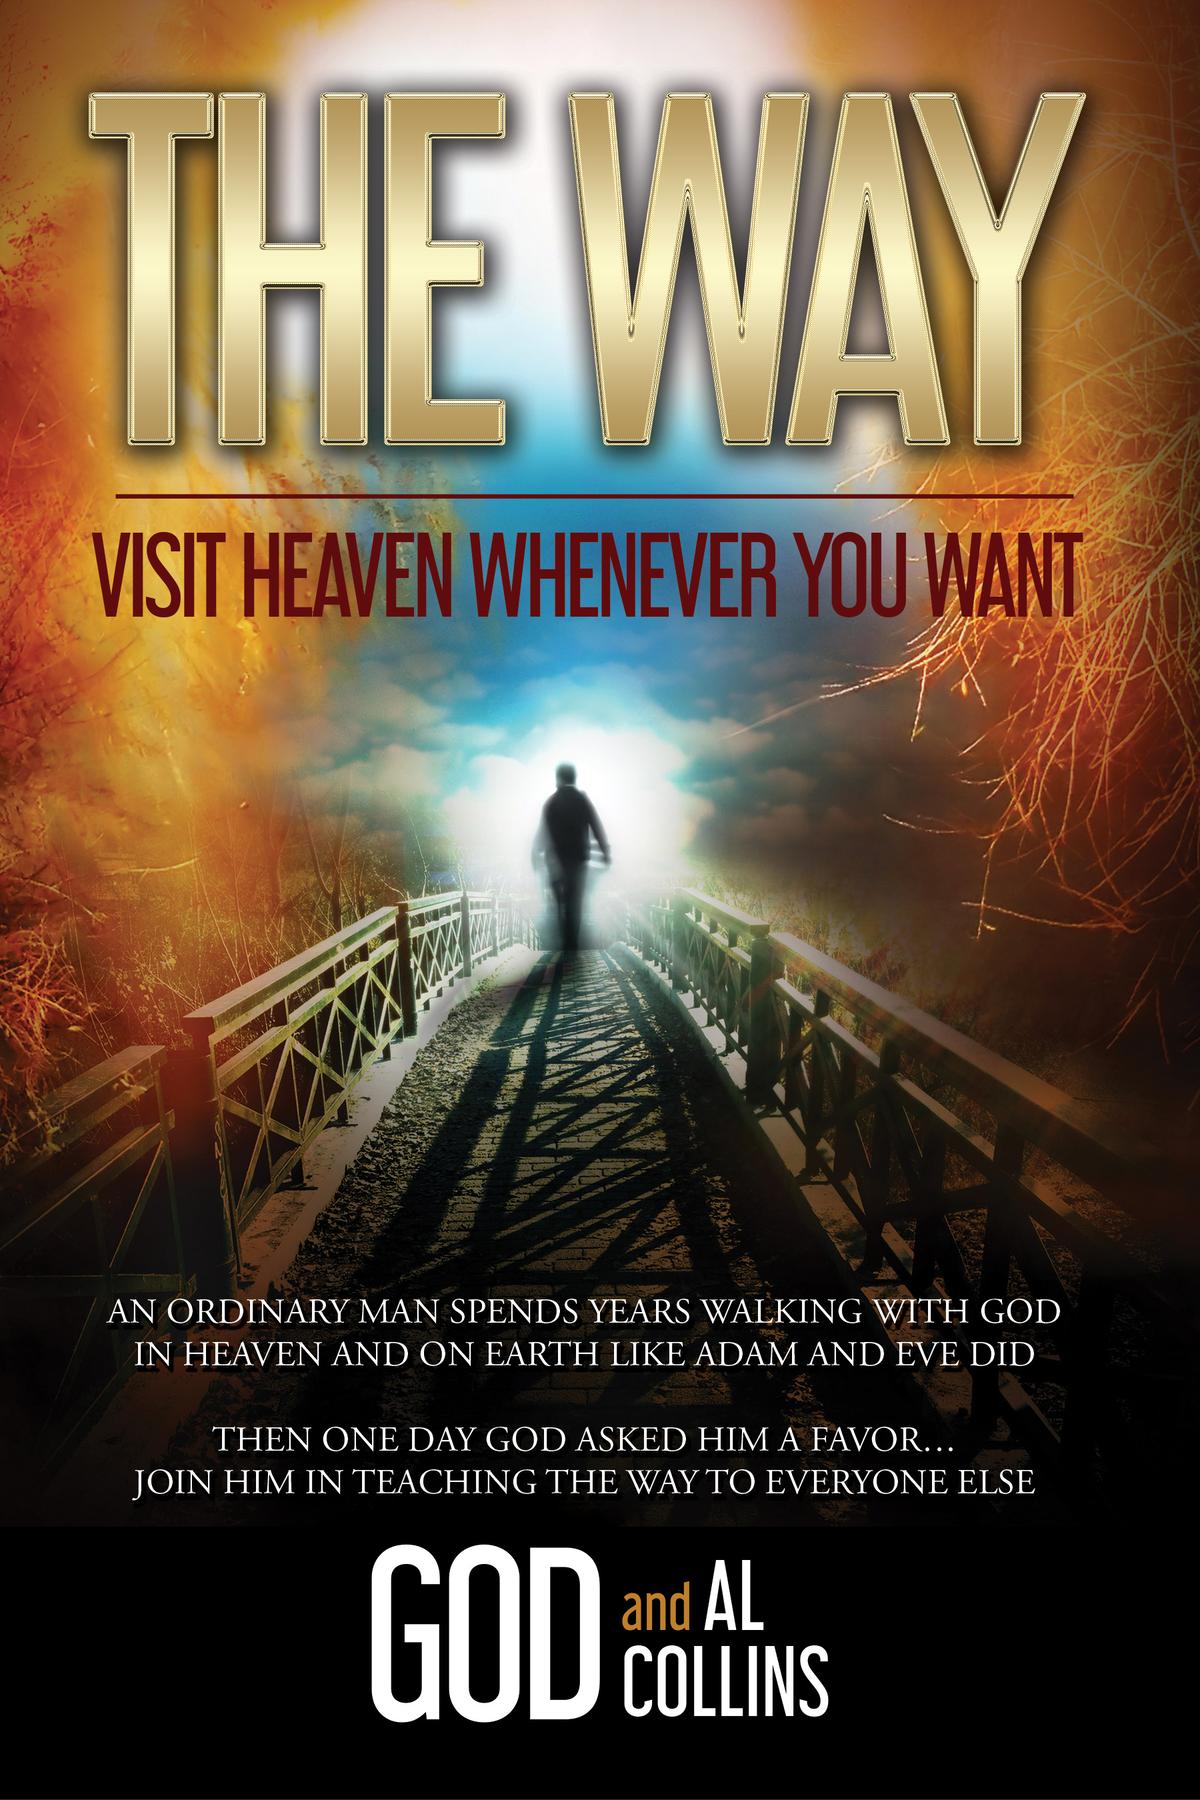 THE WAY
VISIT HEAVEN WHENEVER YOU WANT
AN ORDINARY MAN SPENDS YEARS WALKING WITH GOD
IN HEAVEN AND ON EARTH LIKE ADAM AND EVE DID
THEN ONE DAY GOD ASKED HIM A FAVOR...
JOIN HIM IN TEACHING THE WAY TO EVERYONE ELSE
GOD and AL
COLLINS